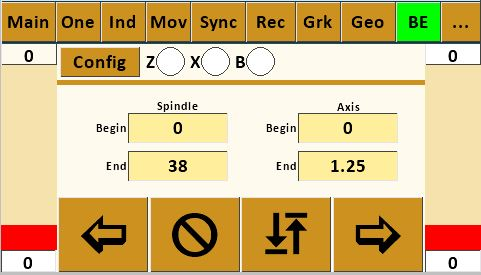 Main One Ind Mov Sync Rec Grk Geo BE ...
0 Config Z X B 0
Spindle Axis
Begin 0 Begin 0
End 38 End 1.25
0 0